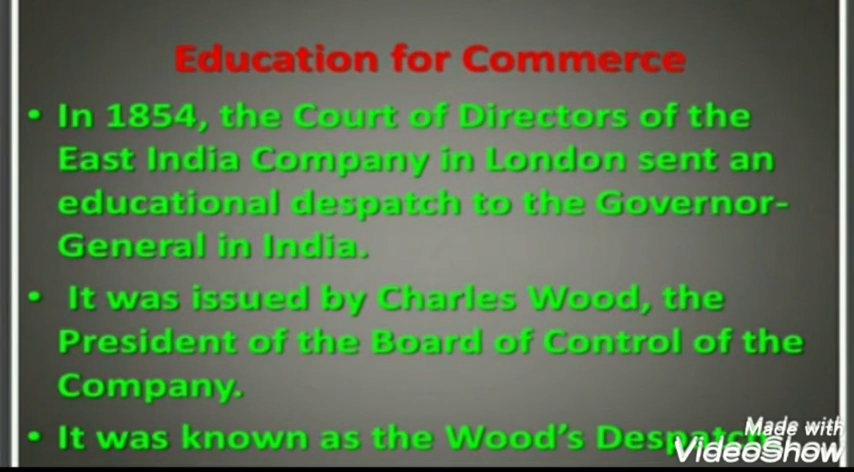 Education for Commerce
• In 1854, the Court of Directors of the
East India Company in London sent an
educational despatch to the Governor-
General in India.
• It was issued by Charles Wood, the
President of the Board of Control of the
Company.
• It was known as the Wood's Despatch
Made with
VideoShow